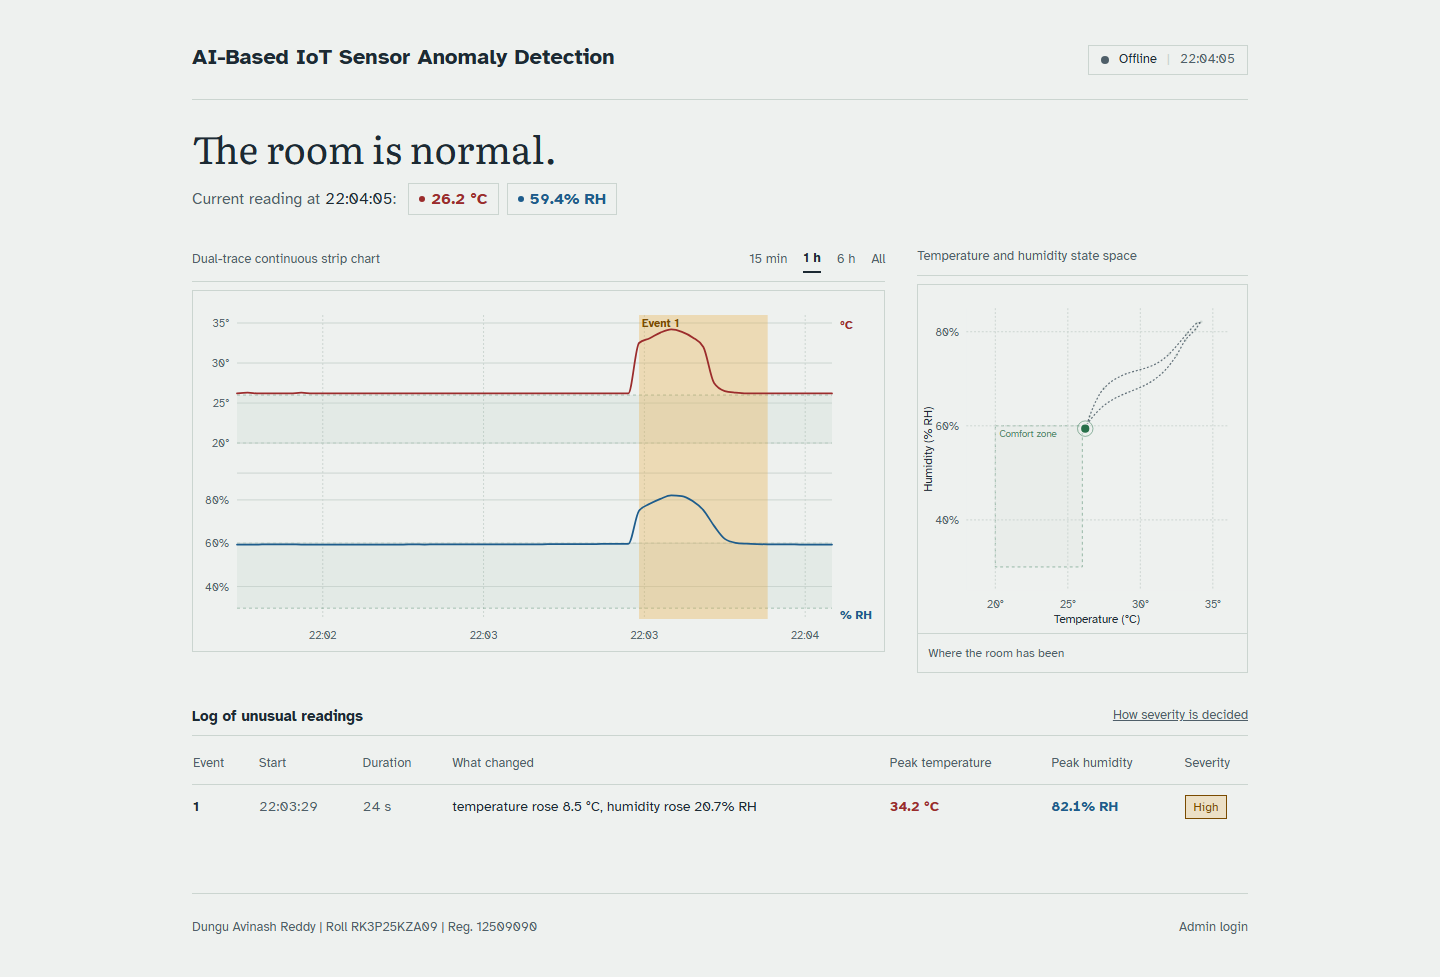 AI-Based IoT Sensor Anomaly Detection
Offline | 22:04:05
The room is normal.
Current reading at 22:04:05: 26.2 °C 59.4% RH
Dual-trace continuous strip chart
15 min 1 h 6 h All
35°
30°
25°
20°
80%
60%
40%
Event 1
°C
% RH
22:02 22:03 22:03 22:04
Temperature and humidity state space
80%
60%
40%
Humidity (% RH)
Comfort zone
20° 25° 30° 35°
Temperature (°C)
Where the room has been
Log of unusual readings
How severity is decided
Event Start Duration What changed Peak temperature Peak humidity Severity
1 22:03:29 24 s temperature rose 8.5 °C, humidity rose 20.7% RH 34.2 °C 82.1% RH High
Dungu Avinash Reddy | Roll RK3P25KZA09 | Reg. 12509090
Admin login